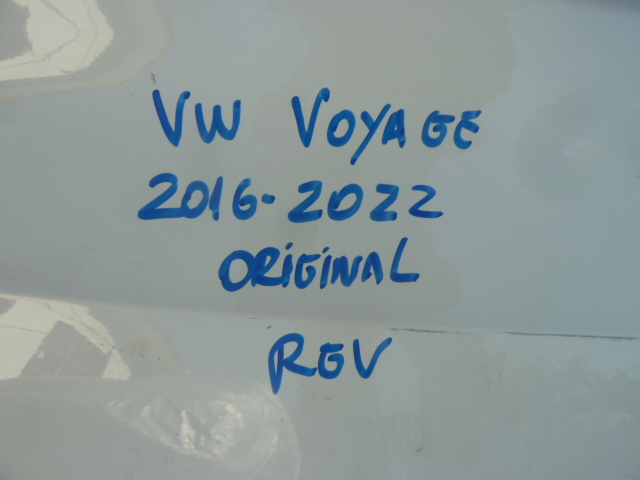 VW VOYAGE
2016-2022
ORIGINAL
REV